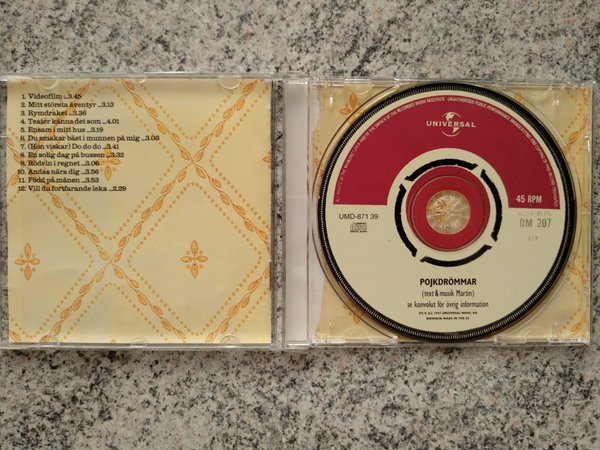 1. Videofilm ...3.45
2. Mitt största äventyr ...3.13
3. Rymdraket ...3.36
4. Teater känns det som ...4.01
5. Ensam i mitt hus ...3.19
6. Du smakar bäst i munnen på mig ...3.03
7. (Hon viskar) Do do do ...3.41
8. En solig dag på bussen ...3.32
9. Rödvin i regnet ...3.06
10. Andas nära dig ...3.56
11. Född på månen ...3.53
12. Vill du fortfarande leka ...2.29
UNIVERSAL
45 RPM
UMD-871 39
DM 207
POJKDRÖMMAR
(text & musik Martin)
se konvolut för övrig information
(P) & (C) 1997 UNIVERSAL MUSIC AB
MADE IN THE EC